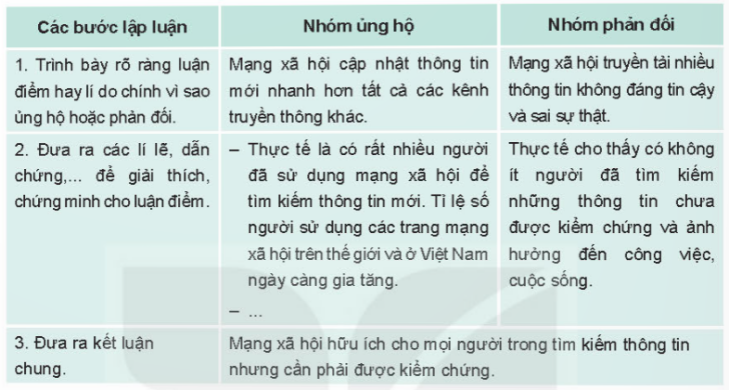 Các bước lập luận
Nhóm ủng hộ
Nhóm phản đối
1. Trình bày rõ ràng luận
điểm hay lí do chính vì sao
ủng hộ hoặc phản đối.
Mạng xã hội cập nhật thông tin
mới nhanh hơn tất cả các kênh
truyền thông khác.
Mạng xã hội truyền tải nhiều
thông tin không đáng tin cậy
và sai sự thật.
2. Đưa ra các lí lẽ, dẫn
chứng,... để giải thích,
chứng minh cho luận điểm.
– Thực tế là có rất nhiều người
đã sử dụng mạng xã hội để
tìm kiếm thông tin mới. Tỉ lệ số
người sử dụng các trang mạng
xã hội trên thế giới và ở Việt Nam
ngày càng gia tăng.
– ...
Thực tế cho thấy có không
ít người đã tìm kiếm
những thông tin chưa
được kiểm chứng và ảnh
hưởng đến công việc,
cuộc sống.
3. Đưa ra kết luận
chung.
Mạng xã hội hữu ích cho mọi người trong tìm kiếm thông tin
nhưng cần phải được kiểm chứng.